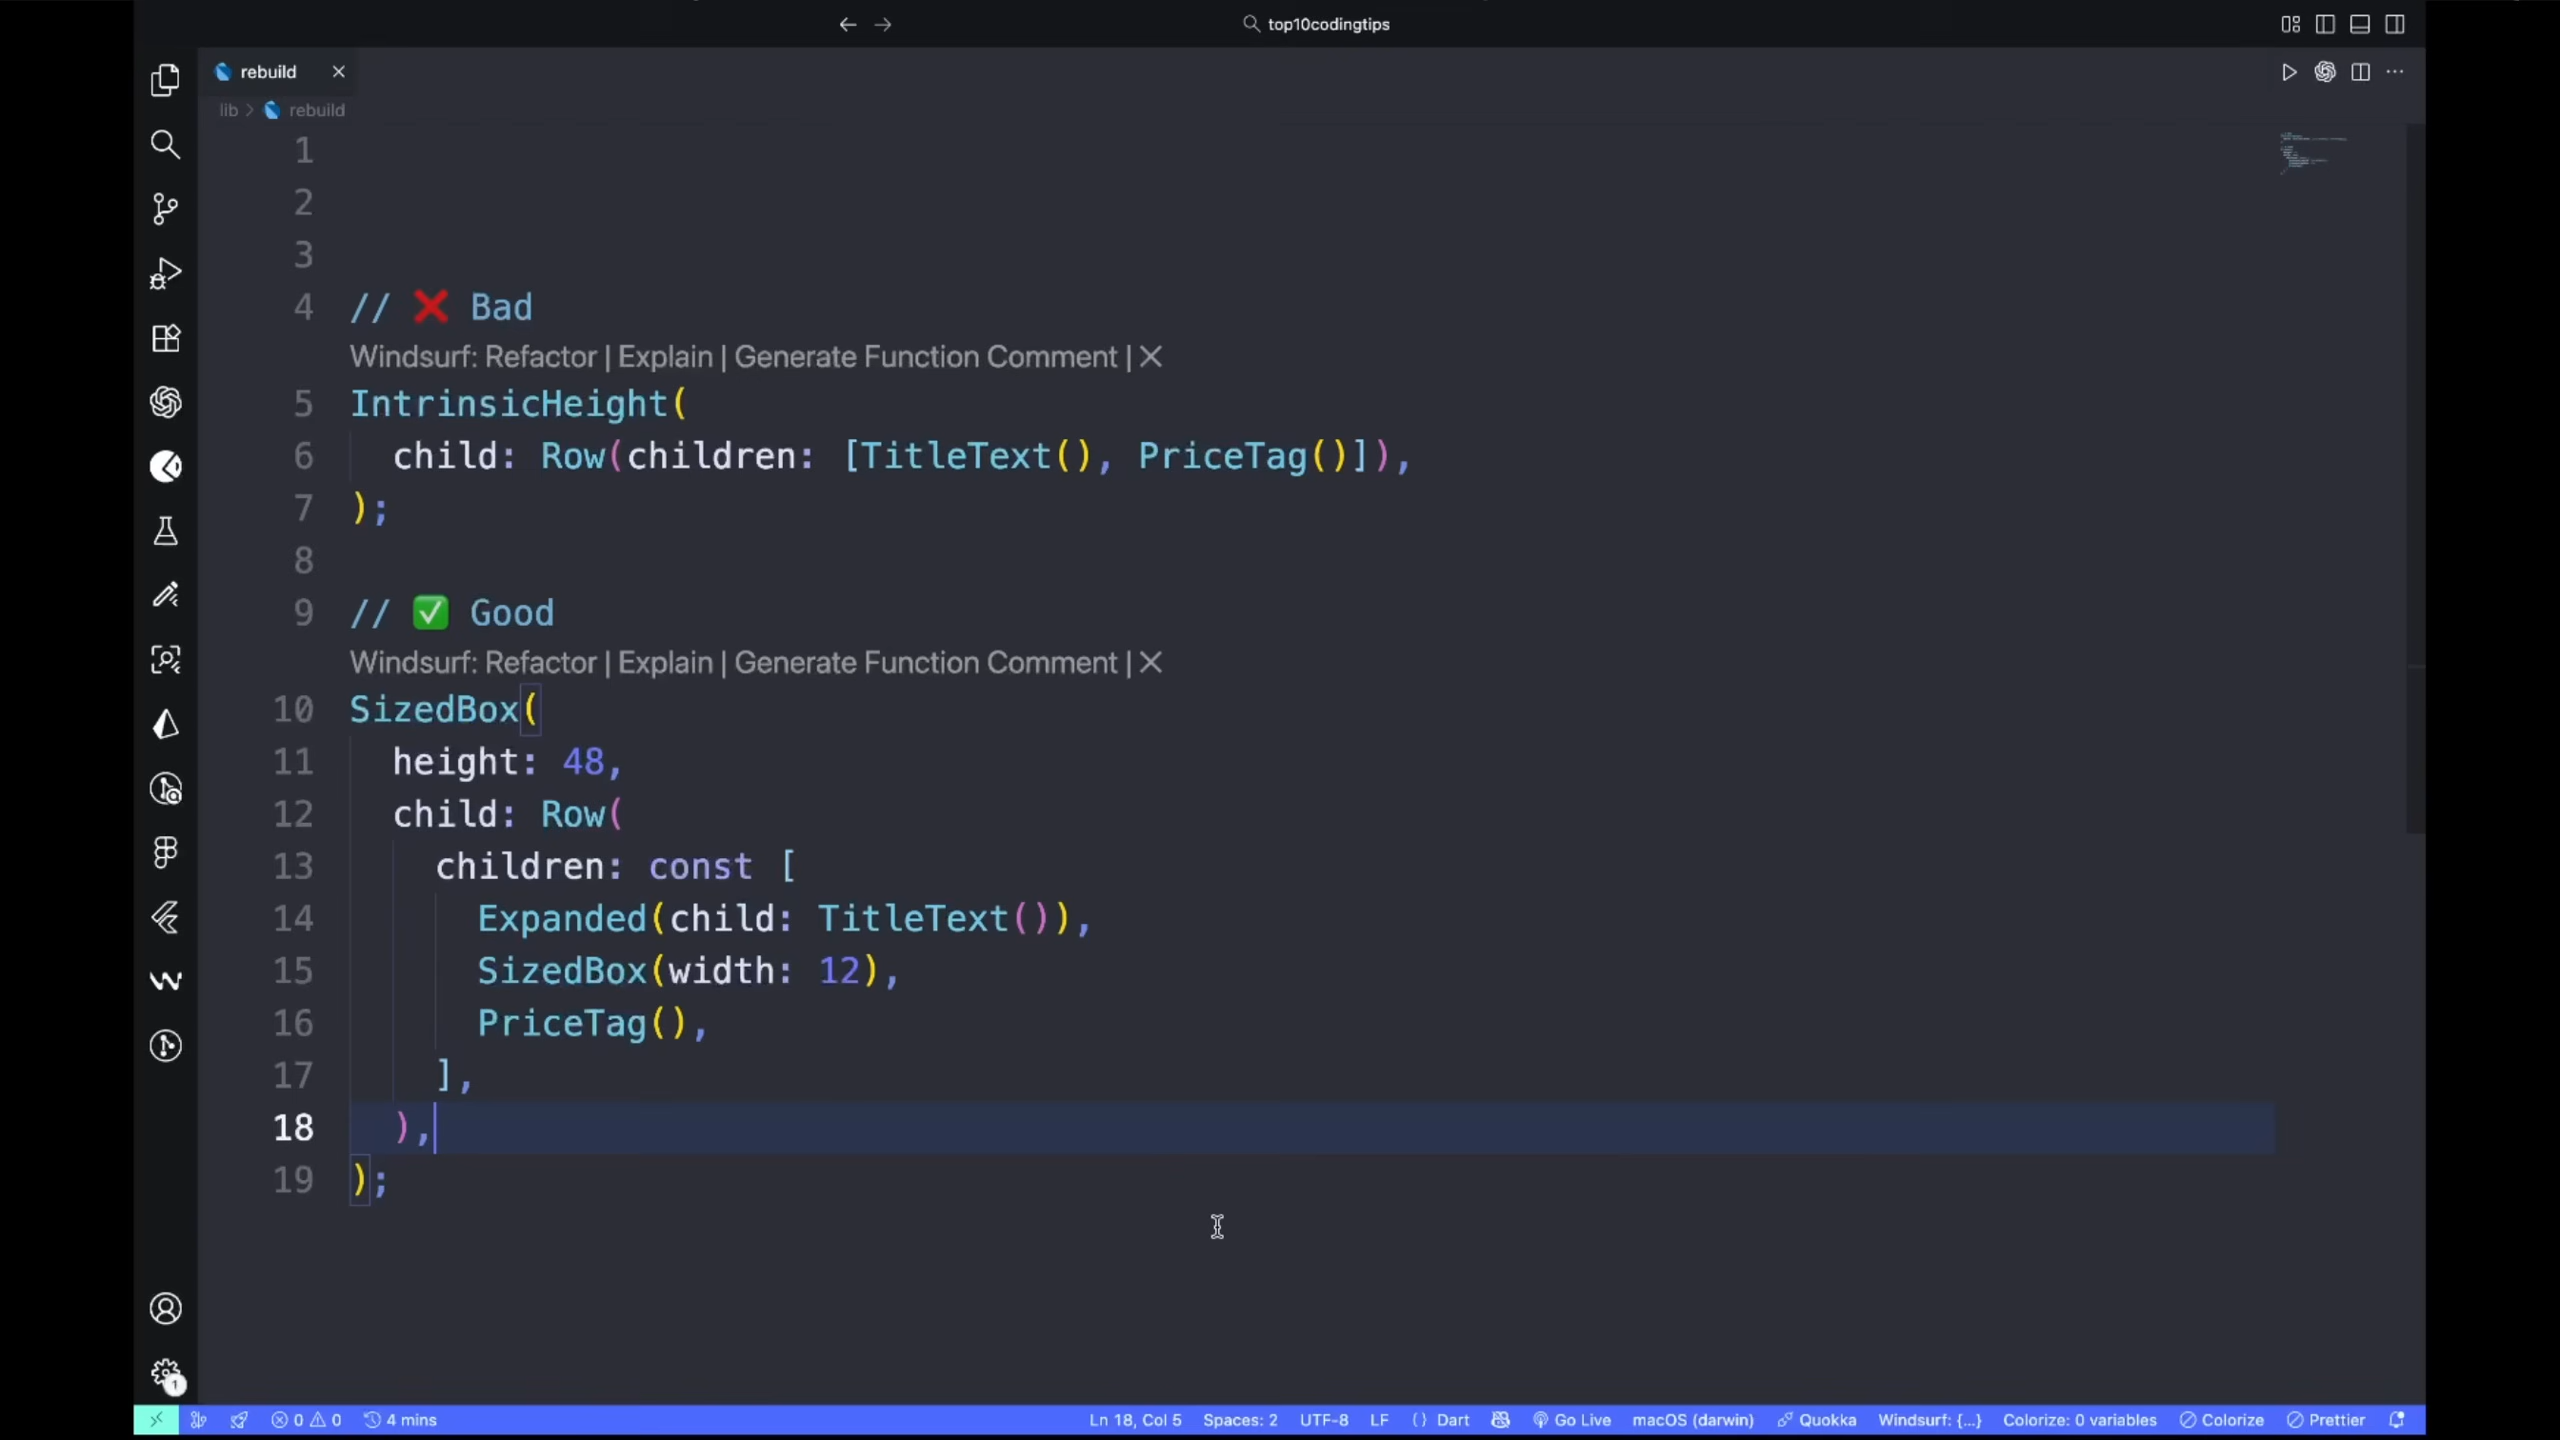 top10codingtips
rebuild
lib > rebuild
1
2
3
4 // ❌ Bad
Windsurf: Refactor | Explain | Generate Function Comment | ✕
5 IntrinsicHeight(
6   child: Row(children: [TitleText(), PriceTag()]),
7 );
8
9 // ✅ Good
Windsurf: Refactor | Explain | Generate Function Comment | ✕
10 SizedBox(
11   height: 48,
12   child: Row(
13     children: const [
14       Expanded(child: TitleText()),
15       SizedBox(width: 12),
16       PriceTag(),
17     ],
18   ),
19 );
1
0 0 4 mins Ln 18, Col 5 Spaces: 2 UTF-8 LF () Dart Go Live macOS (darwin) Quokka Windsurf: {...} Colorize: 0 variables Colorize Prettier